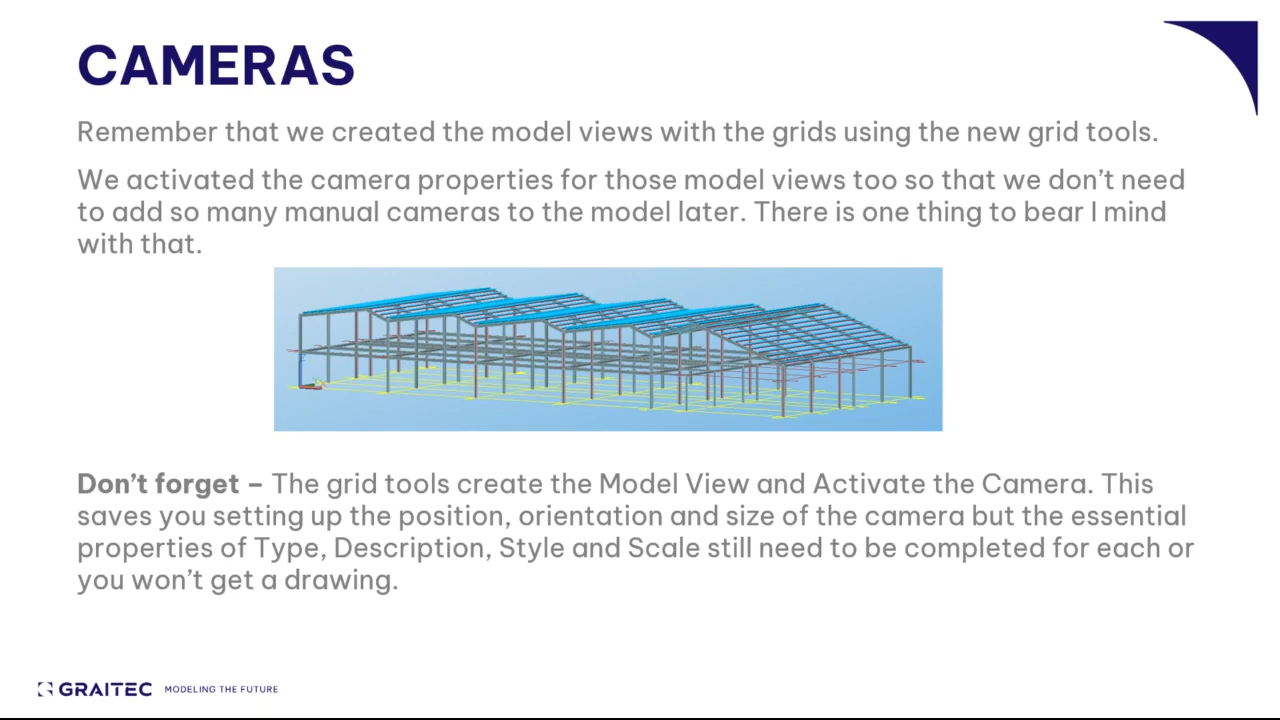 CAMERAS
Remember that we created the model views with the grids using the new grid tools.
We activated the camera properties for those model views too so that we don’t need
to add so many manual cameras to the model later. There is one thing to bear I mind
with that.
Don’t forget – The grid tools create the Model View and Activate the Camera. This
saves you setting up the position, orientation and size of the camera but the essential
properties of Type, Description, Style and Scale still need to be completed for each or
you won’t get a drawing.
GRAITEC MODELING THE FUTURE